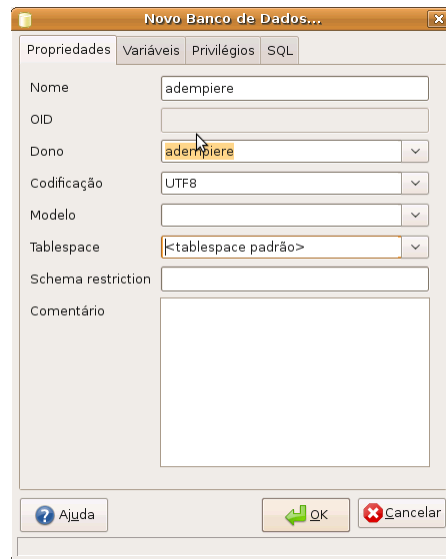 Novo Banco de Dados...
Propriedades Variáveis Privilégios SQL
Nome adempiere
OID
Dono adempiere
Codificação UTF8
Modelo
Tablespace <tablespace padrão>
Schema restriction
Comentário
Ajuda OK Cancelar